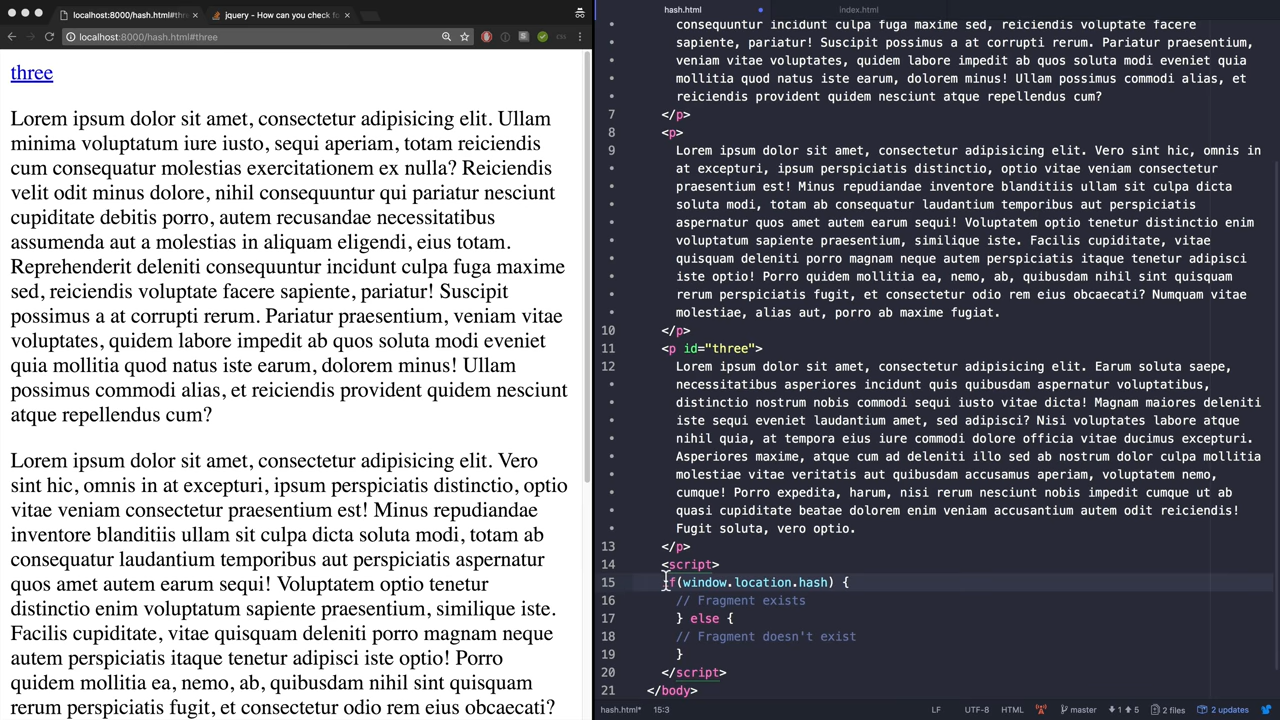 localhost:8000/hash.html#thre
jquery - How can you check fo
localhost:8000/hash.html#three
three
Lorem ipsum dolor sit amet, consectetur adipisicing elit. Ullam
minima voluptatum iure iusto, sequi aperiam, totam reiciendis
cum consequatur molestias exercitationem ex nulla? Reiciendis
velit odit minus dolore, nihil consequuntur qui pariatur nesciunt
cupiditate debitis porro, autem recusandae necessitatibus
assumenda aut a molestias in aliquam eligendi, eius totam.
Reprehenderit deleniti consequuntur incidunt culpa fuga maxime
sed, reiciendis voluptate facere sapiente, pariatur! Suscipit
possimus a at corrupti rerum. Pariatur praesentium, veniam vitae
voluptates, quidem labore impedit ab quos soluta modi eveniet
quia mollitia quod natus iste earum, dolorem minus! Ullam
possimus commodi alias, et reiciendis provident quidem nesciunt
atque repellendus cum?
Lorem ipsum dolor sit amet, consectetur adipisicing elit. Vero
sint hic, omnis in at excepturi, ipsum perspiciatis distinctio, optio
vitae veniam consectetur praesentium est! Minus repudiandae
inventore blanditiis ullam sit culpa dicta soluta modi, totam ab
consequatur laudantium temporibus aut perspiciatis aspernatur
quos amet autem earum sequi! Voluptatem optio tenetur
distinctio enim voluptatum sapiente praesentium, similique iste.
Facilis cupiditate, vitae quisquam deleniti porro magnam neque
autem perspiciatis itaque tenetur adipisci iste optio! Porro
quidem mollitia ea, nemo, ab, quibusdam nihil sint quisquam
rerum perspiciatis fugit, et consectetur odio rem eius obcaecati?
hash.html
index.html
consequuntur incidunt culpa fuga maxime sed, reiciendis voluptate facere
sapiente, pariatur! Suscipit possimus a at corrupti rerum. Pariatur praesentium,
veniam vitae voluptates, quidem labore impedit ab quos soluta modi eveniet quia
mollitia quod natus iste earum, dolorem minus! Ullam possimus commodi alias, et
reiciendis provident quidem nesciunt atque repellendus cum?
7 </p>
8 <p>
9 Lorem ipsum dolor sit amet, consectetur adipisicing elit. Vero sint hic, omnis in
at excepturi, ipsum perspiciatis distinctio, optio vitae veniam consectetur
praesentium est! Minus repudiandae inventore blanditiis ullam sit culpa dicta
soluta modi, totam ab consequatur laudantium temporibus aut perspiciatis
aspernatur quos amet autem earum sequi! Voluptatem optio tenetur distinctio enim
voluptatum sapiente praesentium, similique iste. Facilis cupiditate, vitae
quisquam deleniti porro magnam neque autem perspiciatis itaque tenetur adipisci
iste optio! Porro quidem mollitia ea, nemo, ab, quibusdam nihil sint quisquam
rerum perspiciatis fugit, et consectetur odio rem eius obcaecati? Numquam vitae
molestiae, alias aut, porro ab maxime fugiat.
10 </p>
11 <p id="three">
12 Lorem ipsum dolor sit amet, consectetur adipisicing elit. Earum soluta saepe,
necessitatibus asperiores incidunt quis quibusdam aspernatur voluptatibus,
distinctio nostrum nobis commodi sequi iusto vitae dicta! Magnam maiores deleniti
iste sequi eveniet laudantium amet, sed adipisci? Nisi voluptates labore atque
nihil quia, at tempora eius iure commodi dolore officia vitae ducimus excepturi.
Asperiores maxime, atque cum ad deleniti illo sed ab nostrum dolor culpa mollitia
molestiae vitae veritatis aut quibusdam accusamus aperiam, voluptatem nemo,
cumque! Porro expedita, harum, nisi rerum nesciunt nobis impedit cumque ut ab
quasi cupiditate beatae dolorem enim veniam accusantium autem odit reiciendis!
Fugit soluta, vero optio.
13 </p>
14 <script>
15 if(window.location.hash) {
16 // Fragment exists
17 } else {
18 // Fragment doesn't exist
19 }
20 </script>
21 </body>
hash.html* 15:3 LF UTF-8 HTML master 1 5 2 files 2 updates